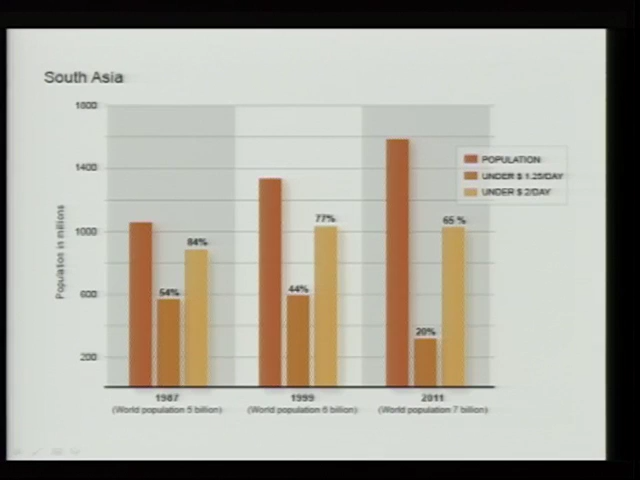 South Asia
1800
1400
1000
600
200
Population in millions
POPULATION
UNDER $ 1.25/DAY
UNDER $ 2/DAY
54%
84%
44%
77%
20%
65 %
1987
(World population 5 billion)
1999
(World population 6 billion)
2011
(World population 7 billion)